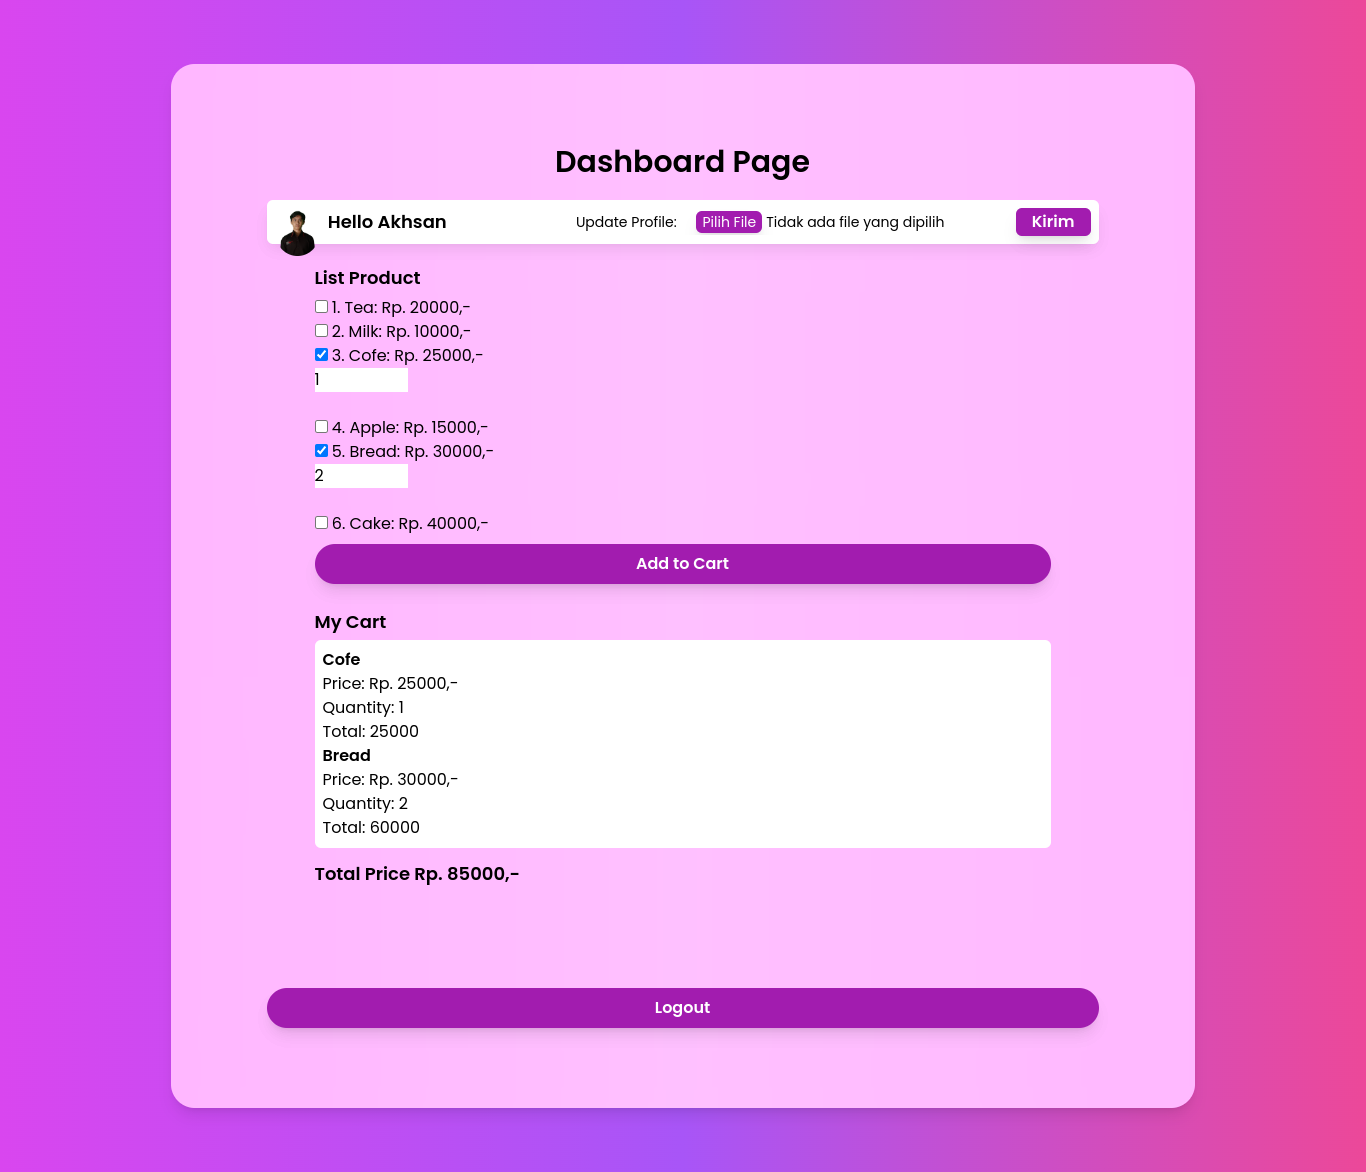 Dashboard Page
Hello Akhsan Update Profile: Pilih File Tidak ada file yang dipilih Kirim
List Product
1. Tea: Rp. 20000,-
2. Milk: Rp. 10000,-
3. Cofe: Rp. 25000,-
1
4. Apple: Rp. 15000,-
5. Bread: Rp. 30000,-
2
6. Cake: Rp. 40000,-
Add to Cart
My Cart
Cofe
Price: Rp. 25000,-
Quantity: 1
Total: 25000
Bread
Price: Rp. 30000,-
Quantity: 2
Total: 60000
Total Price Rp. 85000,-
Logout